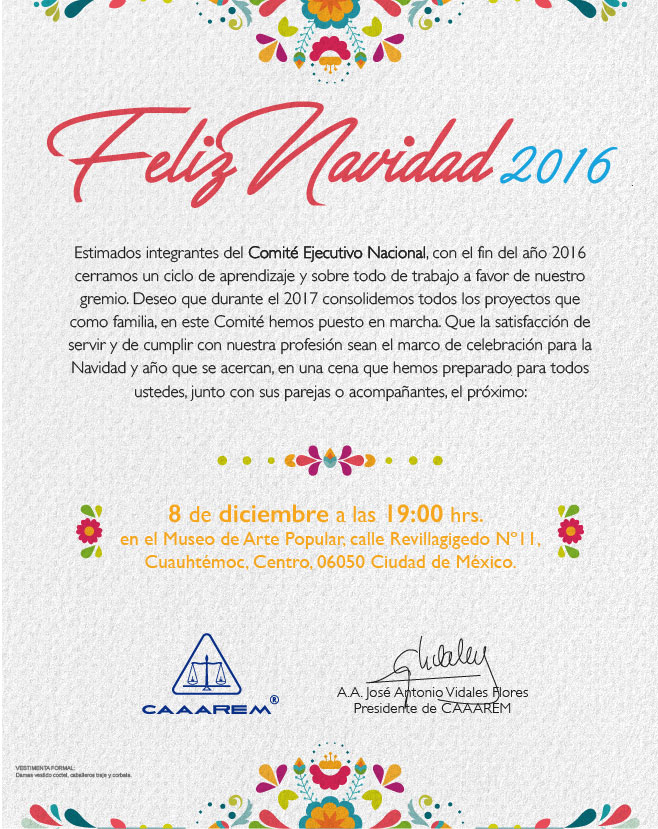 Feliz Navidad 2016
Estimados integrantes del Comité Ejecutivo Nacional, con el fin del año 2016
cerramos un ciclo de aprendizaje y sobre todo de trabajo a favor de nuestro
gremio. Deseo que durante el 2017 consolidemos todos los proyectos que
como familia, en este Comité hemos puesto en marcha. Que la satisfacción de
servir y de cumplir con nuestra profesión sean el marco de celebración para la
Navidad y año que se acercan, en una cena que hemos preparado para todos
ustedes, junto con sus parejas o acompañantes, el próximo:
8 de diciembre a las 19:00 hrs.
en el Museo de Arte Popular, calle Revillagigedo Nº11,
Cuauhtémoc, Centro, 06050 Ciudad de México.
CAAAREM®
A.A. José Antonio Vidales Flores
Presidente de CAAAREM
VESTIMENTA FORMAL:
Damas vestido coctel, caballeros traje y corbata.